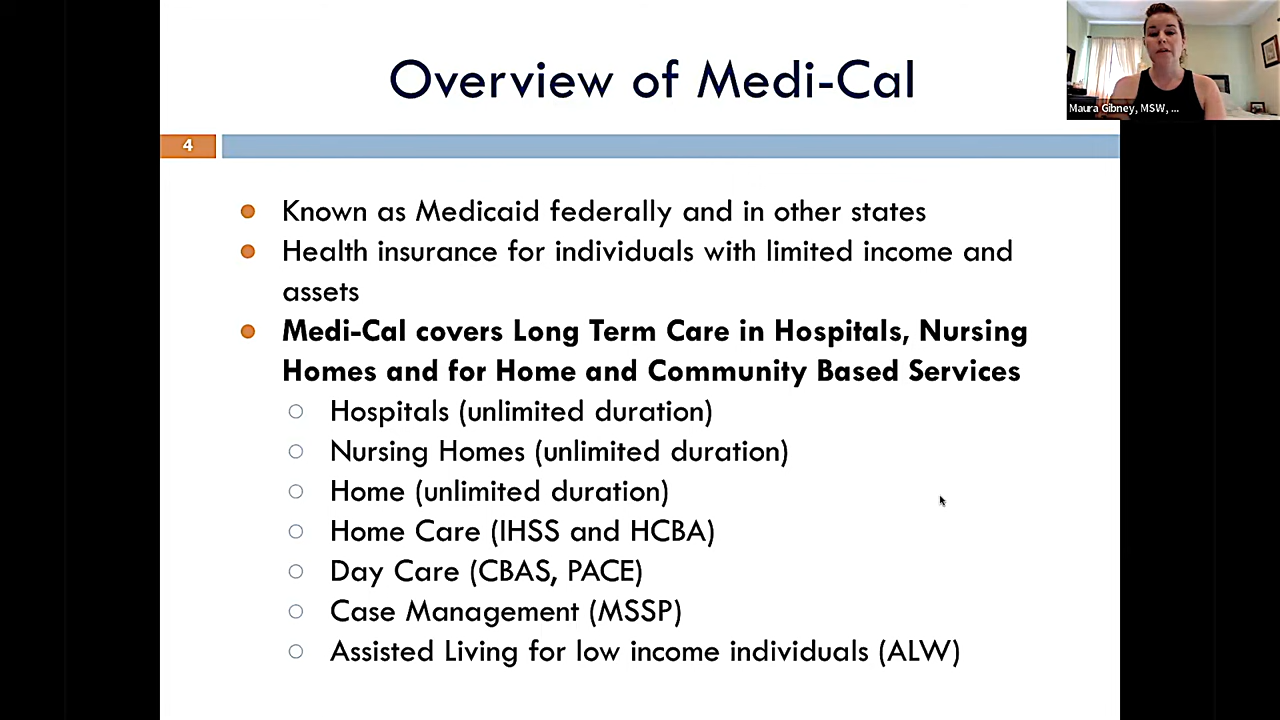 Overview of Medi-Cal
Maura Gibney, MSW, ...
4
Known as Medicaid federally and in other states
Health insurance for individuals with limited income and
assets
Medi-Cal covers Long Term Care in Hospitals, Nursing
Homes and for Home and Community Based Services
Hospitals (unlimited duration)
Nursing Homes (unlimited duration)
Home (unlimited duration)
Home Care (IHSS and HCBA)
Day Care (CBAS, PACE)
Case Management (MSSP)
Assisted Living for low income individuals (ALW)